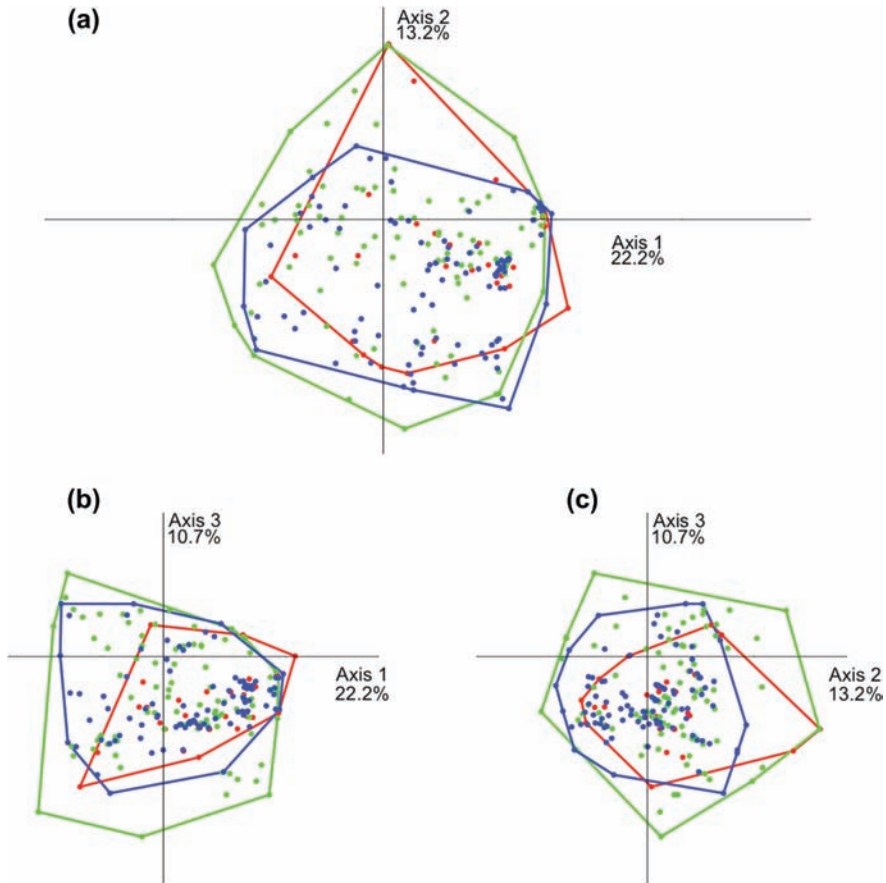 (a)
Axis 2
13.2%
Axis 1
22.2%
(b)
Axis 3
10.7%
Axis 1
22.2%
(c)
Axis 3
10.7%
Axis 2
13.2%